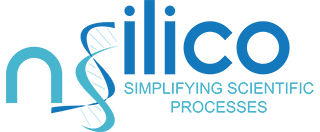 nsilico
SIMPLIFYING SCIENTIFIC
PROCESSES